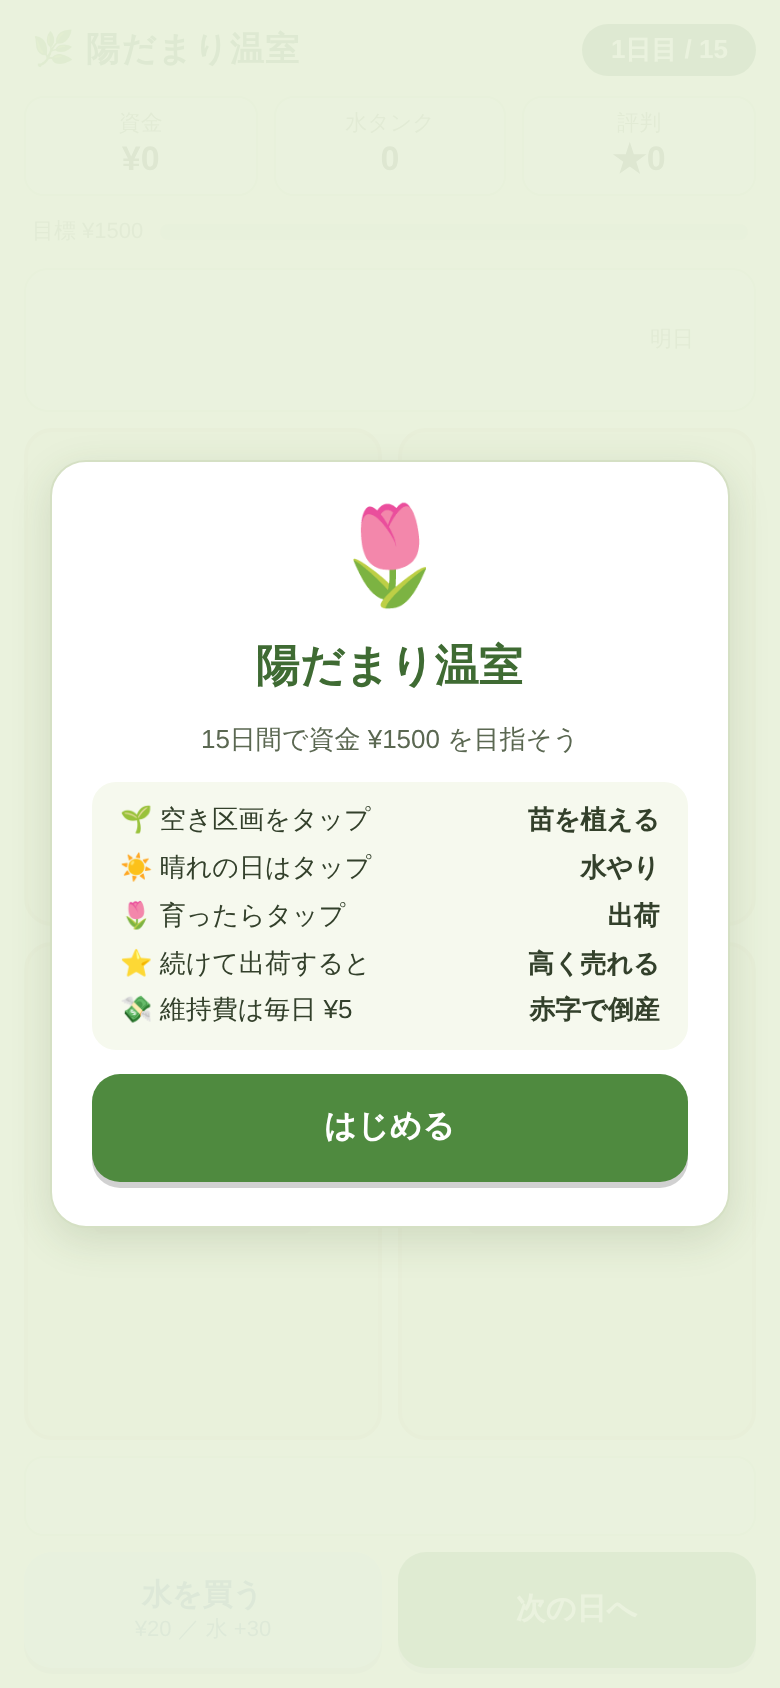 🌿 陽だまり温室
1日目 / 15
資金
水タンク
評判
¥0
0
★0
目標 ¥1500
明日
陽だまり温室
15日間で資金 ¥1500 を目指そう
🌱 空き区画をタップ 苗を植える
☀️ 晴れの日はタップ 水やり
🌷 育ったらタップ 出荷
⭐ 続けて出荷すると 高く売れる
💸 維持費は毎日 ¥5 赤字で倒産
はじめる
水を買う
¥20 ／ 水 +30
次の日へ